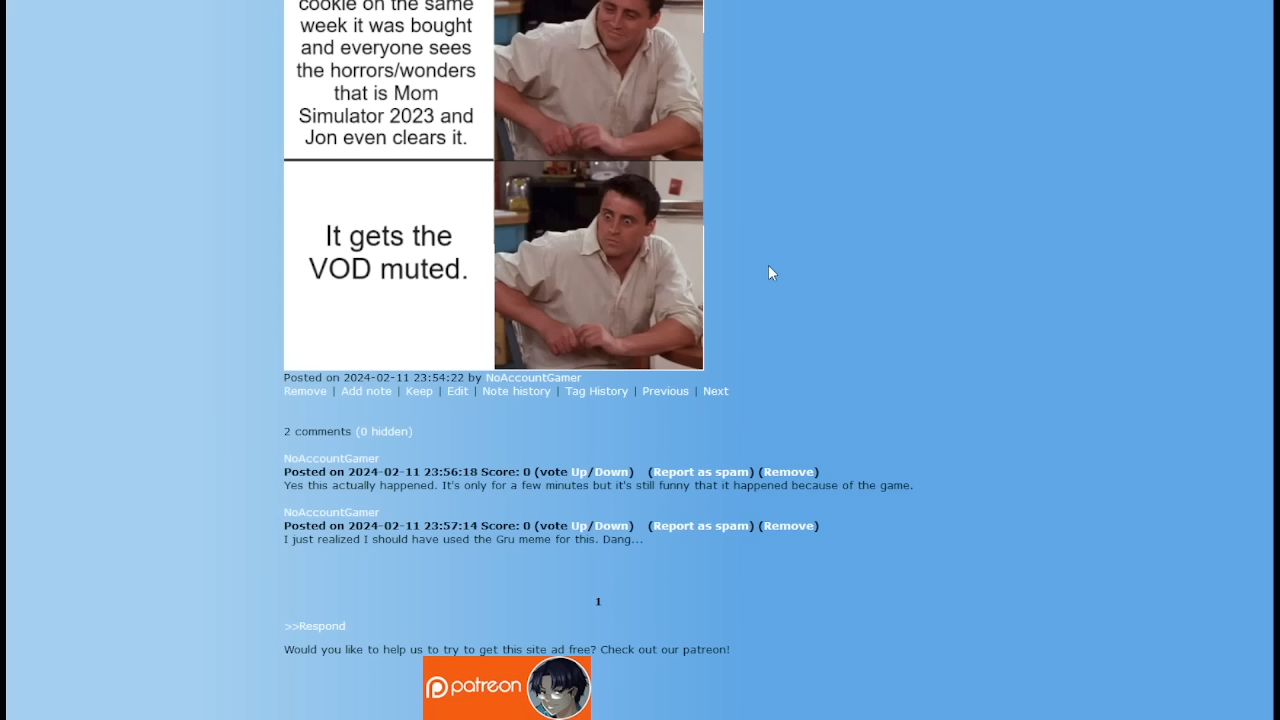 cookie on the same
week it was bought
and everyone sees
the horrors/wonders
that is Mom
Simulator 2023 and
Jon even clears it.
It gets the
VOD muted.
Posted on 2024-02-11 23:54:22 by NoAccountGamer
Remove | Add note | Keep | Edit | Note history | Tag History | Previous | Next
2 comments (0 hidden)
NoAccountGamer
Posted on 2024-02-11 23:56:18 Score: 0 (vote Up/Down) (Report as spam) (Remove)
Yes this actually happened. It's only for a few minutes but it's still funny that it happened because of the game.
NoAccountGamer
Posted on 2024-02-11 23:57:14 Score: 0 (vote Up/Down) (Report as spam) (Remove)
I just realized I should have used the Gru meme for this. Dang...
1
>>Respond
Would you like to help us to try to get this site ad free? Check out our patreon!
patreon